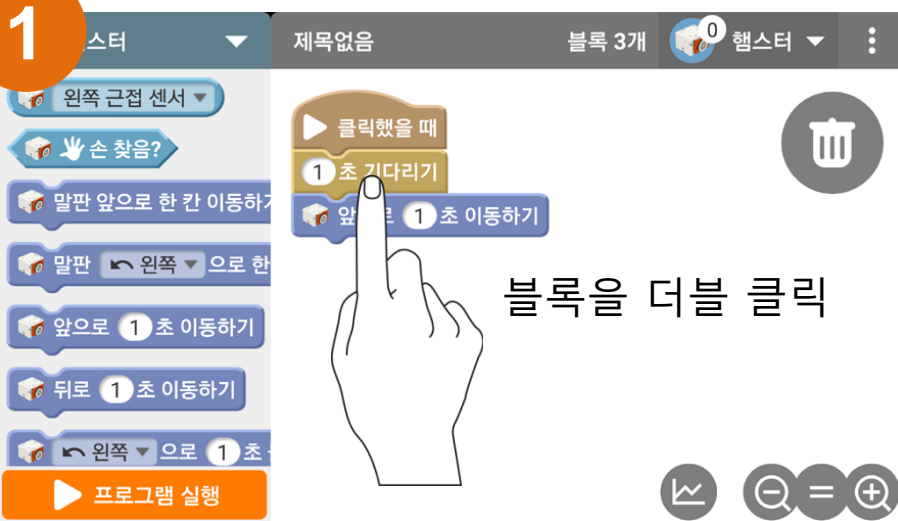 1
스터
제목없음
블록 3개
0
햄스터
왼쪽 근접 센서
손 찾음?
말판 앞으로 한 칸 이동하
말판 왼쪽 으로 한
앞으로 1 초 이동하기
뒤로 1 초 이동하기
왼쪽 으로 1 초
프로그램 실행
클릭했을 때
1 초 기다리기
앞 1 초 이동하기
블록을 더블 클릭